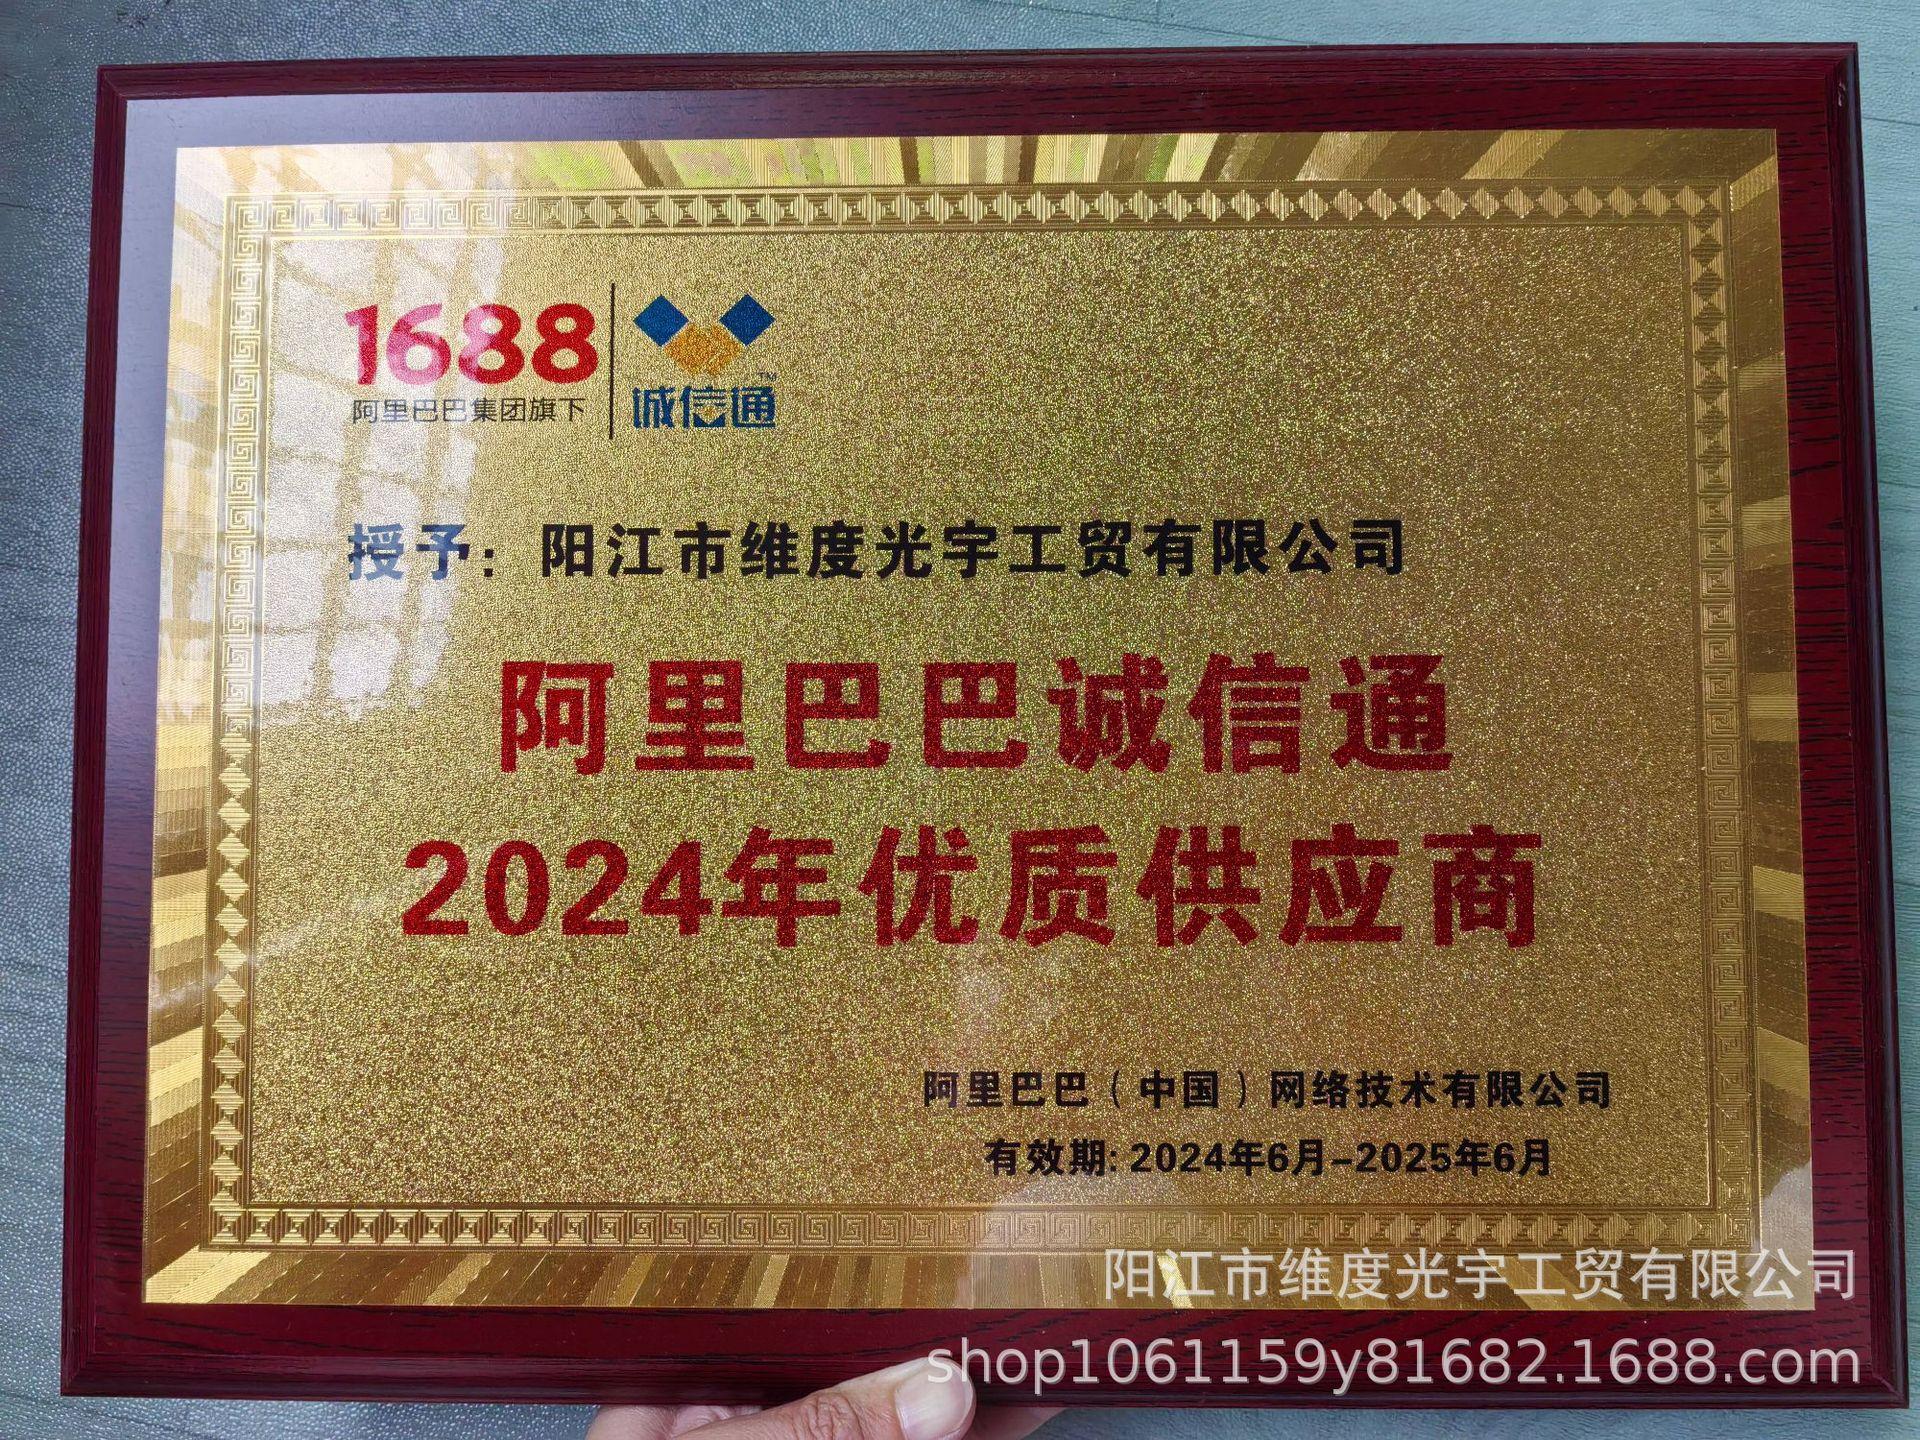 1688
阿里巴巴集团旗下
诚信通™
授予：阳江市维度光宇工贸有限公司
阿里巴巴诚信通
2024年优质供应商
阿里巴巴（中国）网络技术有限公司
有效期:2024年6月-2025年6月
阳江市维度光宇工贸有限公司
shop1061159y81682.1688.com